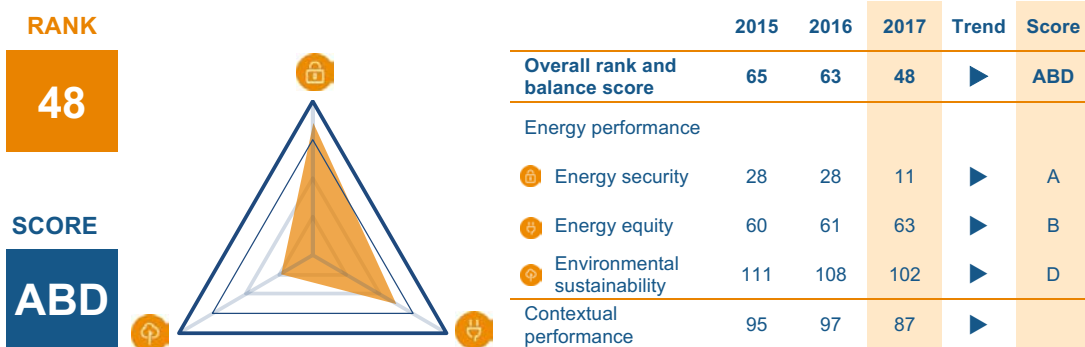 RANK
48
SCORE
ABD
2015 2016 2017 Trend Score
Overall rank and
balance score 65 63 48 ABD
Energy performance
Energy security 28 28 11 A
Energy equity 60 61 63 B
Environmental
sustainability 111 108 102 D
Contextual
performance 95 97 87